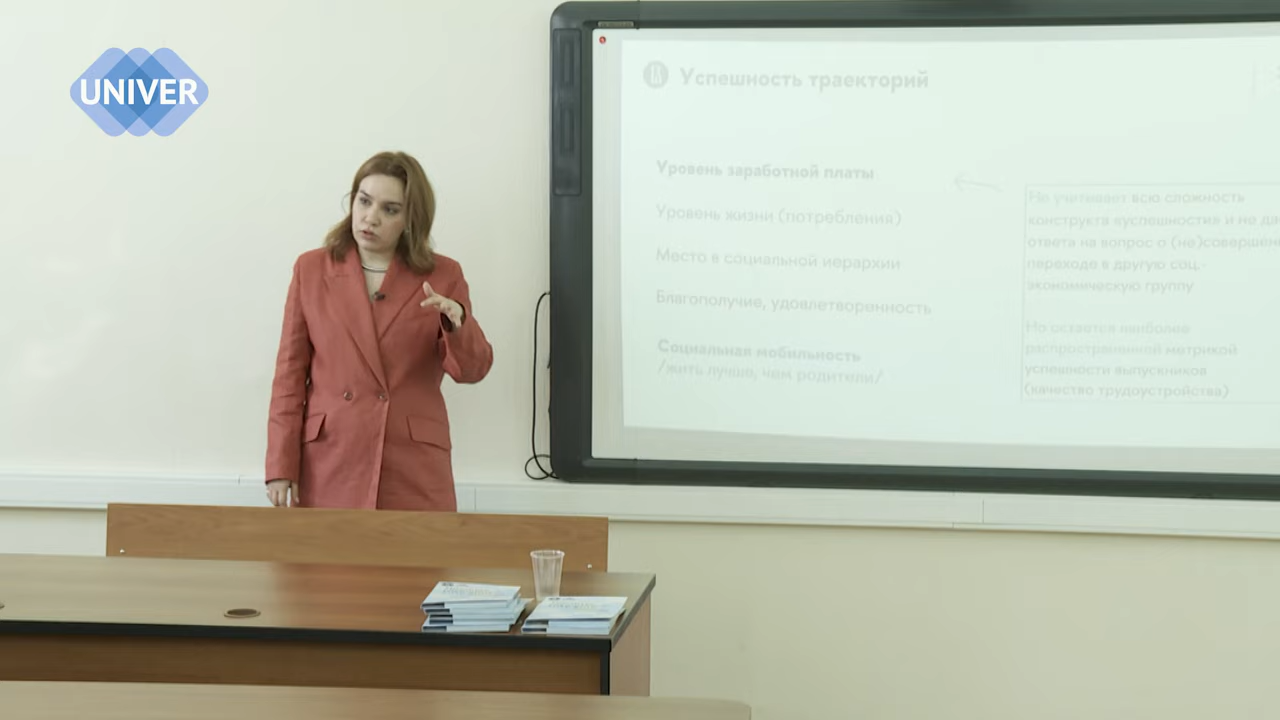 UNIVER
Успешность траекторий
Уровень заработной платы
Уровень жизни (потребления)
Место в социальной иерархии
Благополучие, удовлетворенность
Социальная мобильность
/жить лучше, чем родители/
Не учитывает всю сложность
конструкта «успешности» и не
ответа на вопрос о
переходе в другую соц.-
экономическую группу
Но остается наиболее
распространенной метрикой
успешности выпускников
(качество трудоустройства)